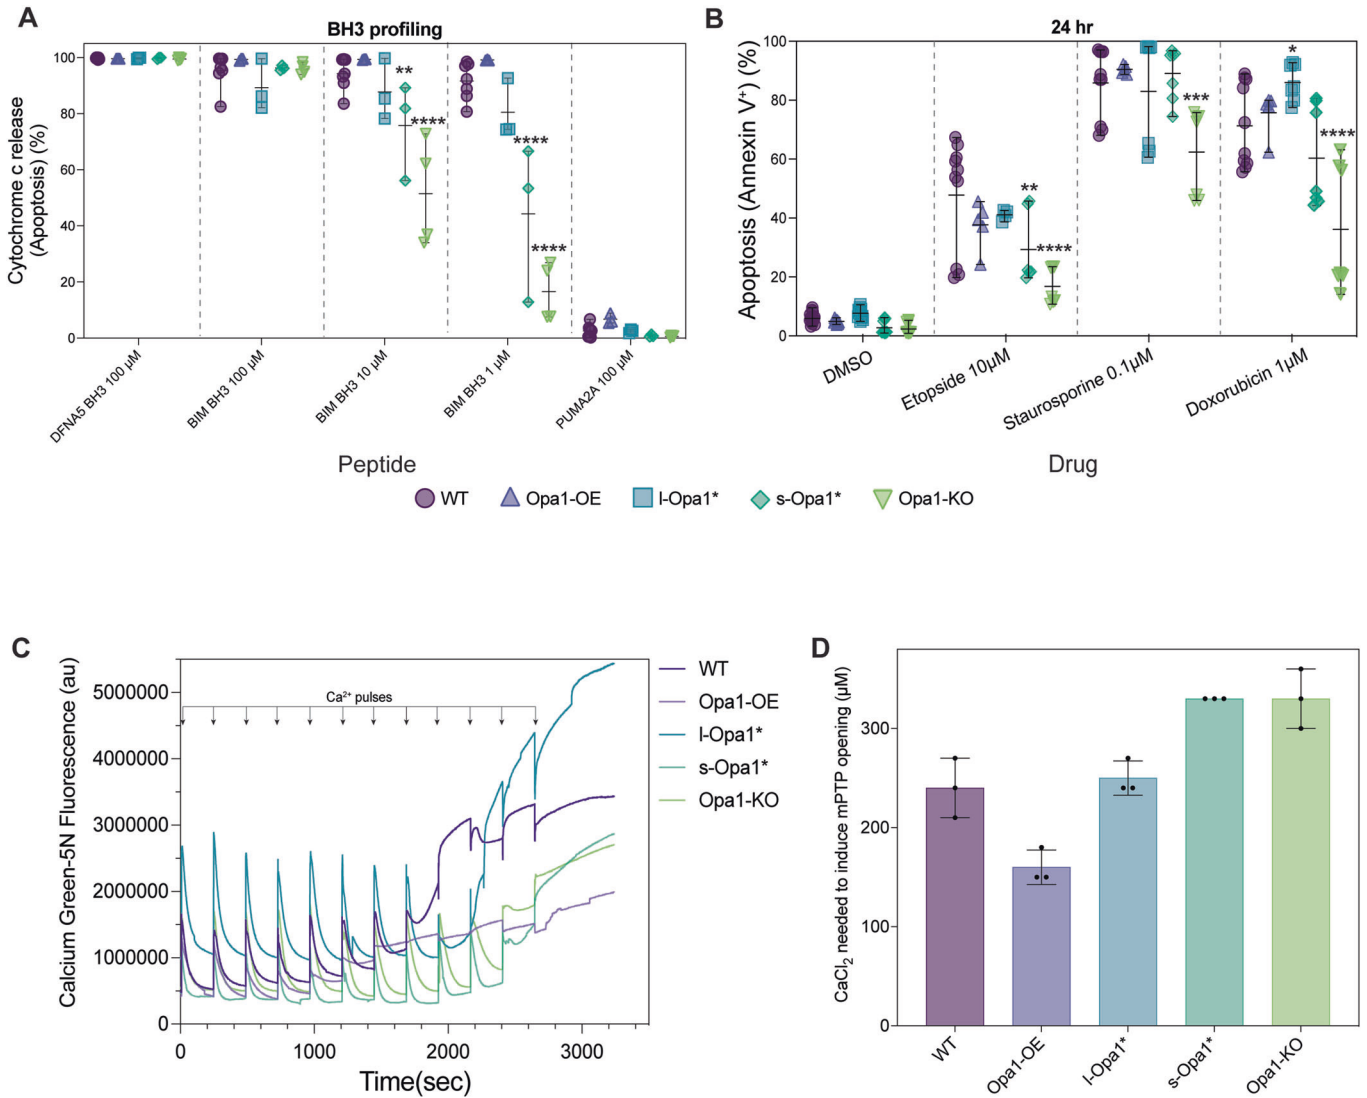 A
BH3 profiling
Cytochrome c release
(Apoptosis) (%)
100
80
60
40
20
0
**
****
****
****
DFNA5 BH3 100 µM
BIM BH3 100 µM
BIM BH3 10 µM
BIM BH3 1 µM
PUMA2A 100 µM
Peptide
B
24 hr
Apoptosis (Annexin V⁺) (%)
100
80
60
40
20
0
**
****
***
*
****
DMSO
Etopside 10µM
Staurosporine 0.1µM
Doxorubicin 1µM
Drug
WT
Opa1-OE
l-Opa1*
s-Opa1*
Opa1-KO
C
Calcium Green-5N Fluorescence (au)
5000000
4000000
3000000
2000000
1000000
0
Ca²⁺ pulses
0
1000
2000
3000
Time(sec)
WT
Opa1-OE
l-Opa1*
s-Opa1*
Opa1-KO
D
CaCl₂ needed to induce mPTP opening (µM)
300
200
100
0
WT
Opa1-OE
l-Opa1*
s-Opa1*
Opa1-KO